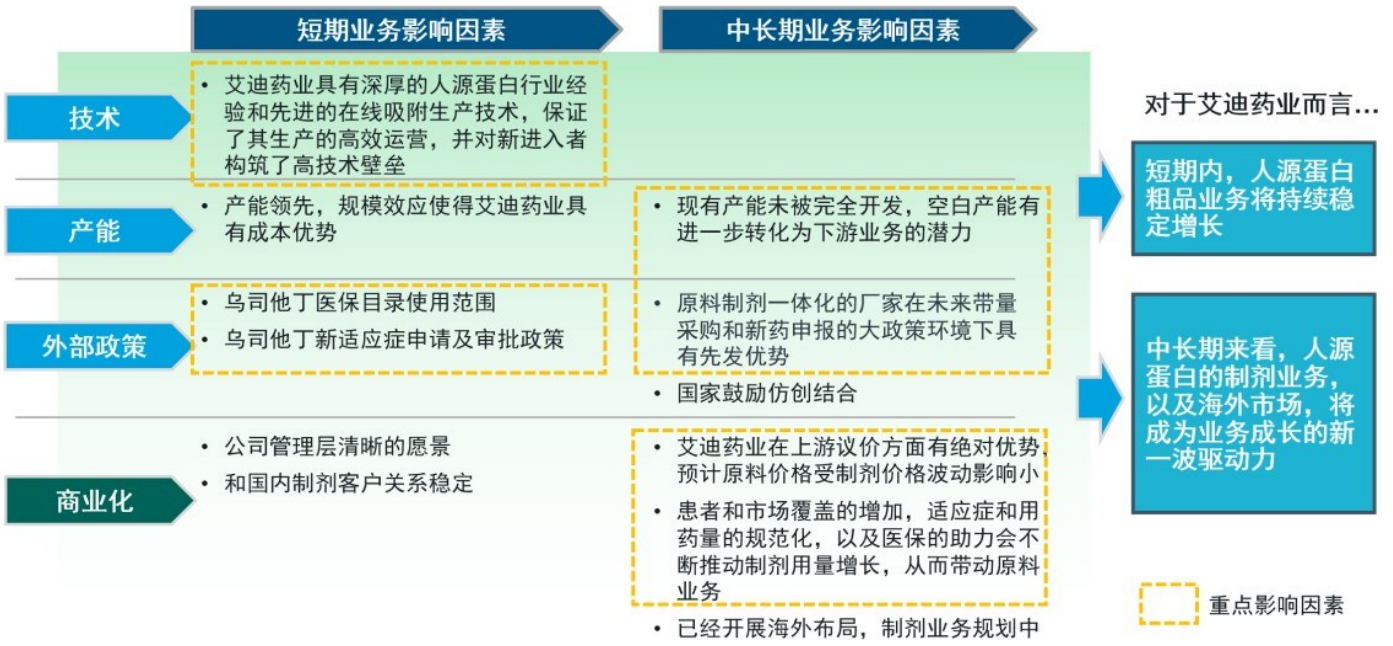 短期业务影响因素
中长期业务影响因素
技术
• 艾迪药业具有深厚的人源蛋白行业经
验和先进的在线吸附生产技术，保证
了其生产的高效运营，并对新进入者
构筑了高技术壁垒
产能
• 产能领先，规模效应使得艾迪药业具
有成本优势
• 现有产能未被完全开发，空白产能有
进一步转化为下游业务的潜力
外部政策
• 乌司他丁医保目录使用范围
• 乌司他丁新适应症申请及审批政策
• 原料制剂一体化的厂家在未来带量
采购和新药申报的大政策环境下具
有先发优势
• 国家鼓励仿创结合
商业化
• 公司管理层清晰的愿景
• 和国内制剂客户关系稳定
• 艾迪药业在上游议价方面有绝对优势，
预计原料价格受制剂价格波动影响小
• 患者和市场覆盖的增加，适应症和用
药量的规范化，以及医保的助力会不
断推动制剂用量增长，从而带动原料
业务
• 已经开展海外布局，制剂业务规划中
对于艾迪药业而言…
短期内，人源蛋白
粗品业务将持续稳
定增长
中长期来看，人源
蛋白的制剂业务，
以及海外市场，将
成为业务成长的新
一波驱动力
重点影响因素